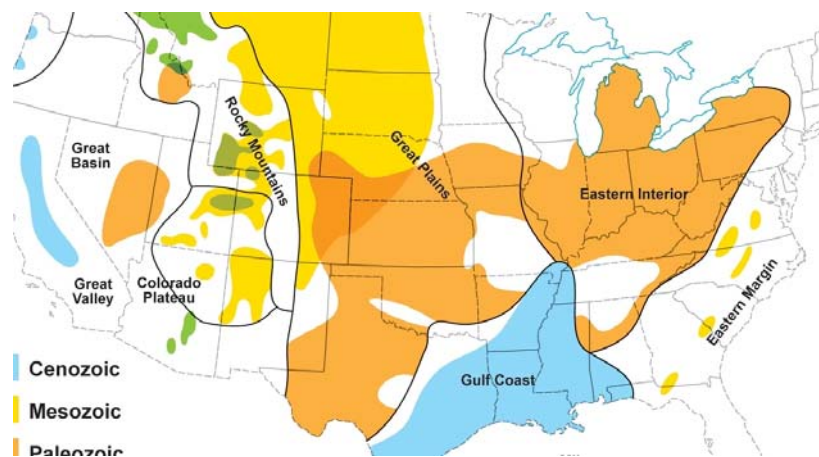 Rocky Mountains
Great
Basin
Great Plains
Eastern Interior
Great
Valley
Colorado
Plateau
Eastern Margin
Gulf Coast
Cenozoic
Mesozoic
Paleozoic